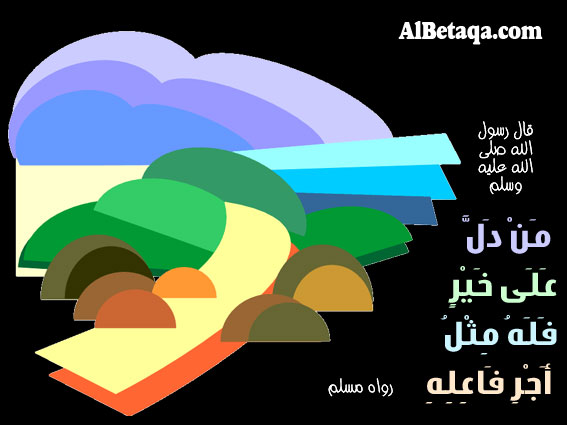 AlBetaqa.com
قال رسول
الله صلى
الله عليه
وسلم
مَنْ دَلَّ
عَلَى خَيْرٍ
فَلَهُ مِثْلُ
أَجْرِ فَاعِلِهِ
رواه مسلم